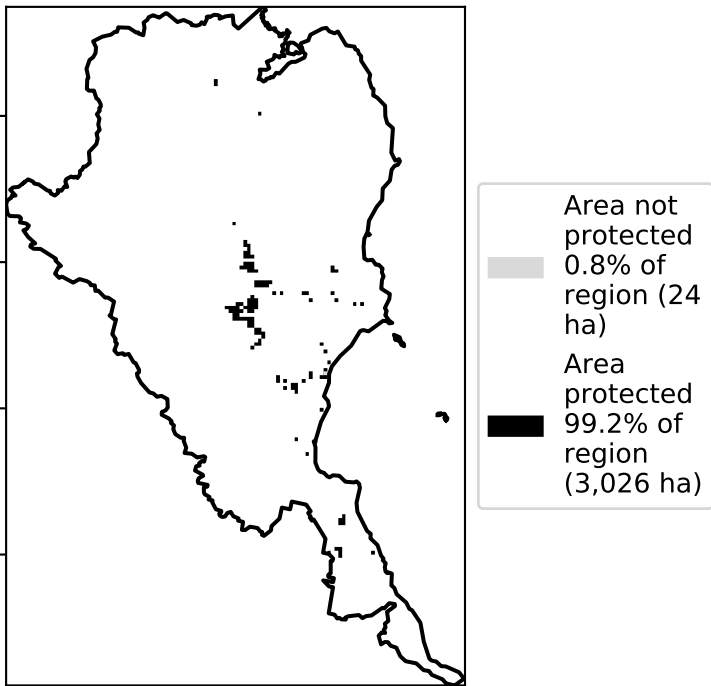 Area not
protected
0.8% of
region (24
ha)
Area
protected
99.2% of
region
(3,026 ha)